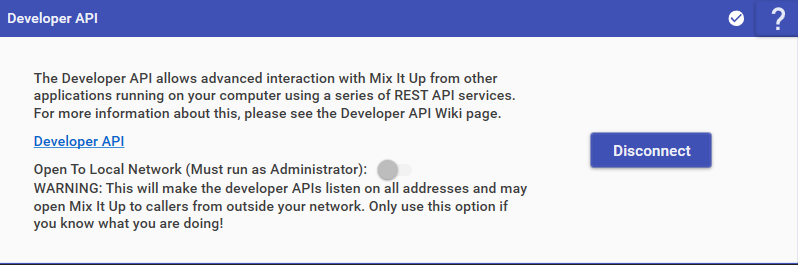 Developer API
?
The Developer API allows advanced interaction with Mix It Up from other
applications running on your computer using a series of REST API services.
For more information about this, please see the Developer API Wiki page.
Developer API
Disconnect
Open To Local Network (Must run as Administrator):
WARNING: This will make the developer APIs listen on all addresses and may
open Mix It Up to callers from outside your network. Only use this option if
you know what you are doing!